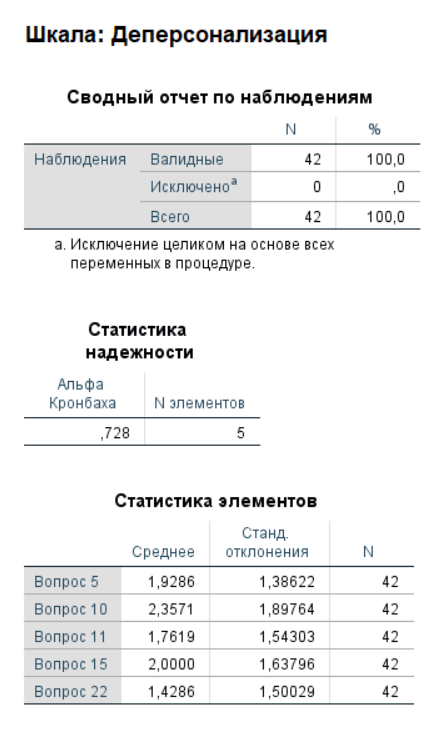 Шкала: Деперсонализация
Сводный отчет по наблюдениям
N %
Наблюдения Валидные 42 100,0
Исключеноa 0 ,0
Всего 42 100,0
a. Исключение целиком на основе всех
переменных в процедуре.
Статистика
надежности
Альфа
Кронбаха N элементов
,728 5
Статистика элементов
Среднее Станд. отклонения N
Вопрос 5 1,9286 1,38622 42
Вопрос 10 2,3571 1,89764 42
Вопрос 11 1,7619 1,54303 42
Вопрос 15 2,0000 1,63796 42
Вопрос 22 1,4286 1,50029 42